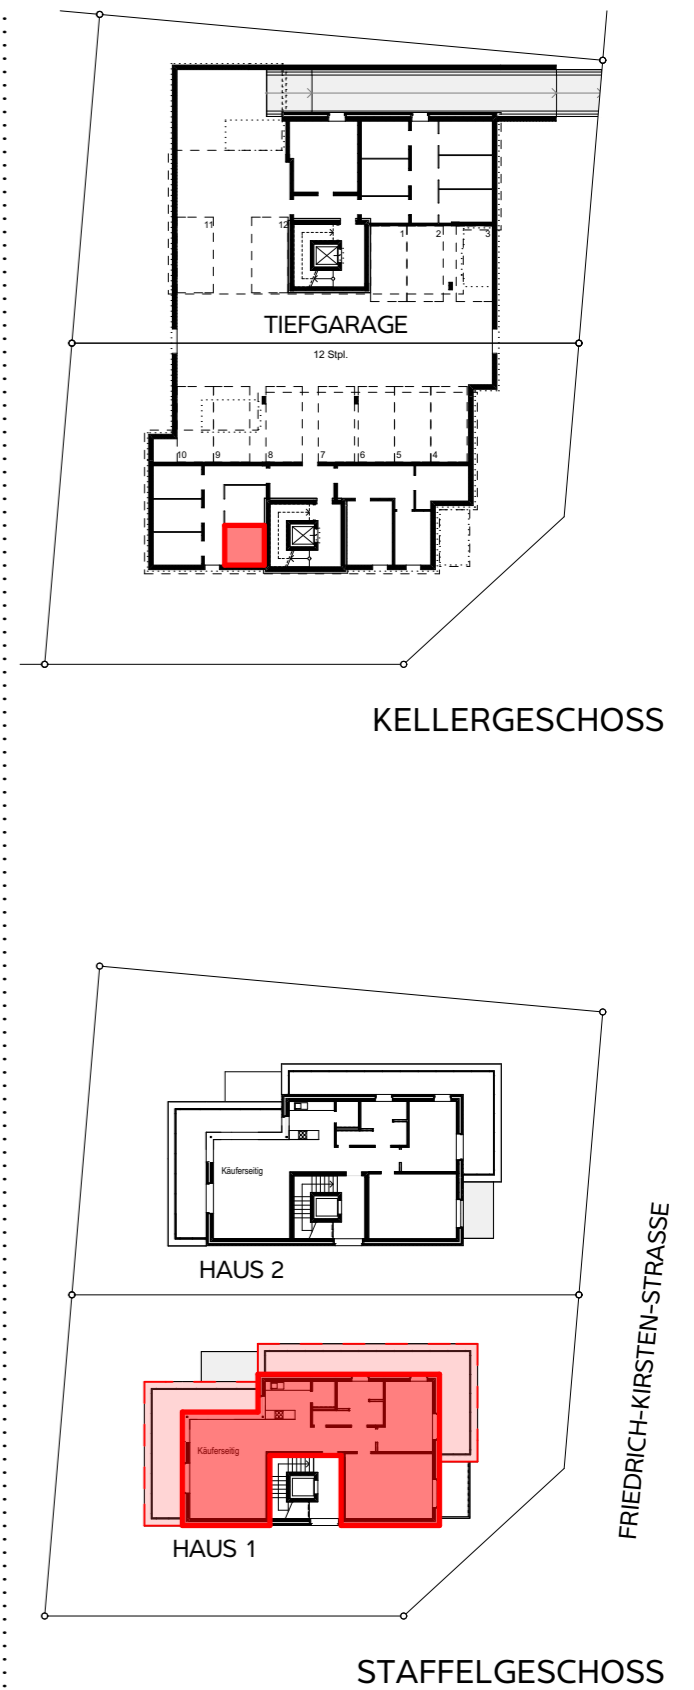 11
12
1
2
3
TIEFGARAGE
12 Stpl.
10
9
8
7
6
5
4
KELLERGESCHOSS
Käuferseitig
HAUS 2
FRIEDRICH-KIRSTEN-STRASSE
Käuferseitig
HAUS 1
STAFFELGESCHOSS